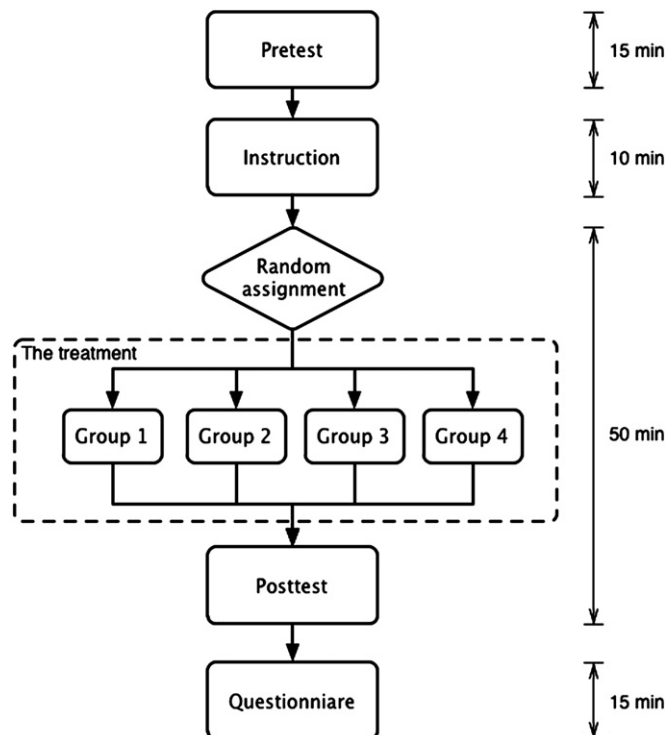 Pretest
15 min
Instruction
10 min
Random
assignment
The treatment
Group 1
Group 2
Group 3
Group 4
50 min
Posttest
Questionniare
15 min